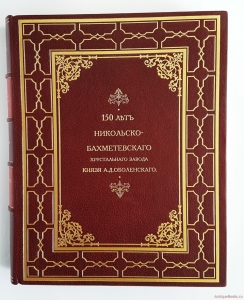 150 ЛѢТЪ
НИКОЛЬСКО-
БАХМЕТЕВСКАГО
ХРУСТАЛЬНАГО ЗАВОДА
КНЯЗЯ А.Д.ОБОЛЕНСКАГО.